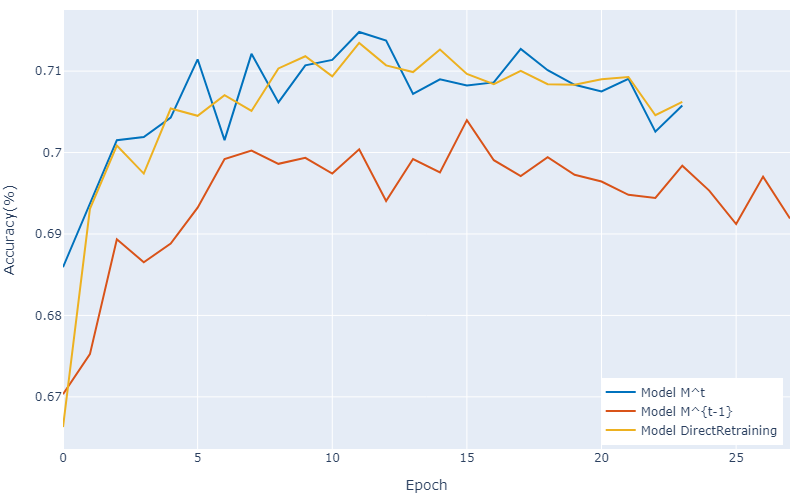 Accuracy(%)
0.71
0.7
0.69
0.68
0.67
0
5
10
15
20
25
Epoch
Model M^t
Model M^{t-1}
Model DirectRetraining